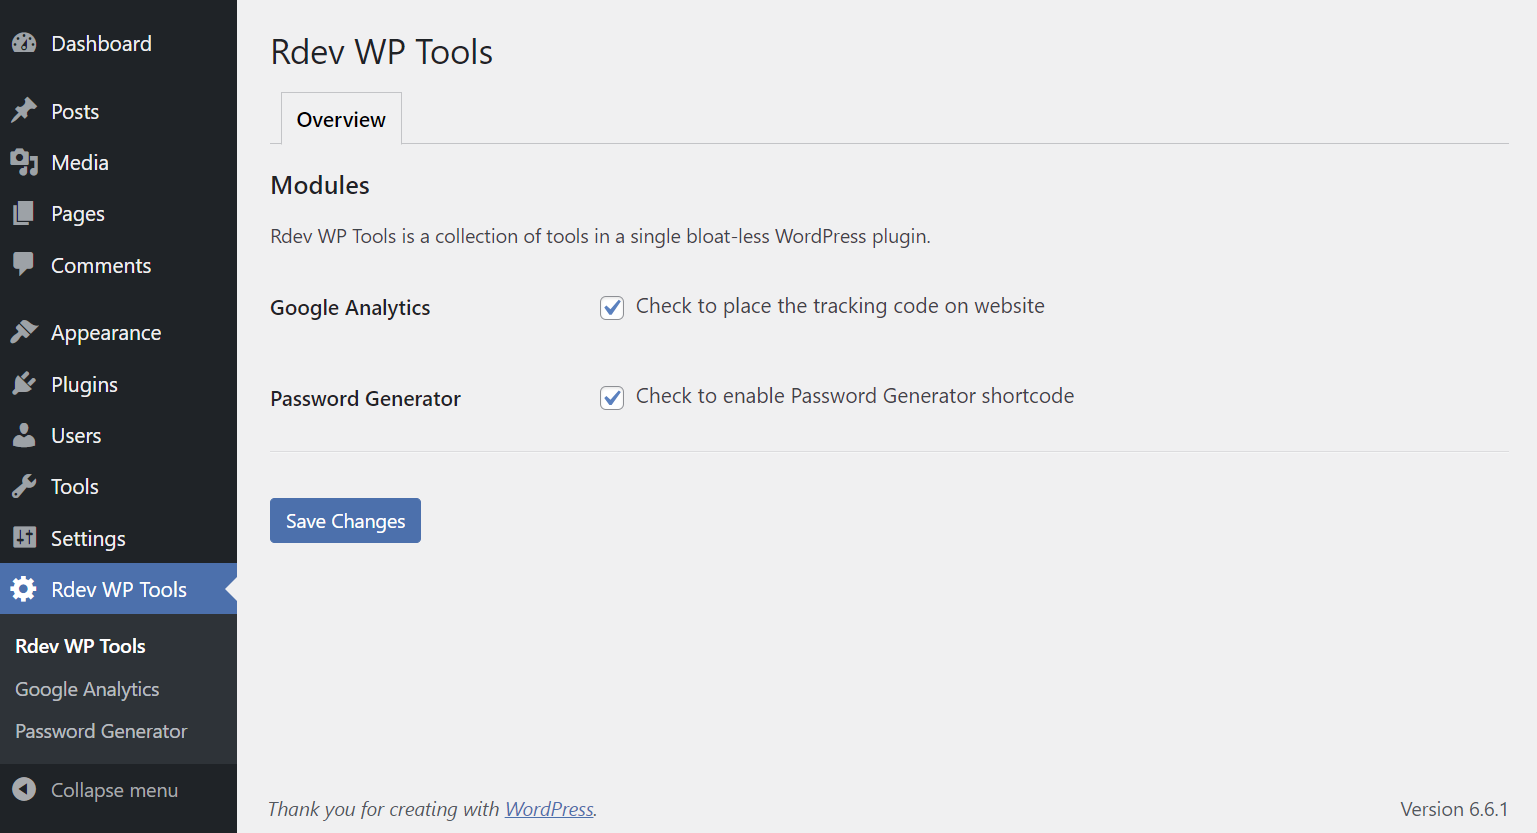 Dashboard
Posts
Media
Pages
Comments
Appearance
Plugins
Users
Tools
Settings
Rdev WP Tools
Rdev WP Tools
Google Analytics
Password Generator
Collapse menu
Rdev WP Tools
Overview
Modules
Rdev WP Tools is a collection of tools in a single bloat-less WordPress plugin.
Google Analytics
Check to place the tracking code on website
Password Generator
Check to enable Password Generator shortcode
Save Changes
Thank you for creating with WordPress.
Version 6.6.1